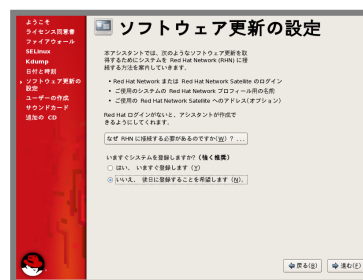 ようこそ
ライセンス同意書
ファイアウォール
SELinux
Kdump
日付と時刻
ソフトウェア更新の
設定
ユーザーの作成
サウンドカード
追加の CD
ソフトウェア更新の設定
本アシスタントでは、次のようなソフトウェア更新を取
得するためにシステムを Red Hat Network (RHN) に接
続する方法を案内していきます。
• Red Hat Network または Red Hat Network Satellite のログイン
• ご使用のシステムの Red Hat Network プロフィール用の名前
• ご使用の Red Hat Network Satellite へのアドレス(オプション)
Red Hat ログインがないと、アシスタントが作成で
きるようにしてくれます。
なぜ RHN に接続する必要があるのですか(W) ? ...
いますぐシステムを登録しますか? (強く推奨)
はい、 いますぐ登録します (Y)
いいえ、 後日に登録することを希望します (N)。
戻る(B)
進む(F)